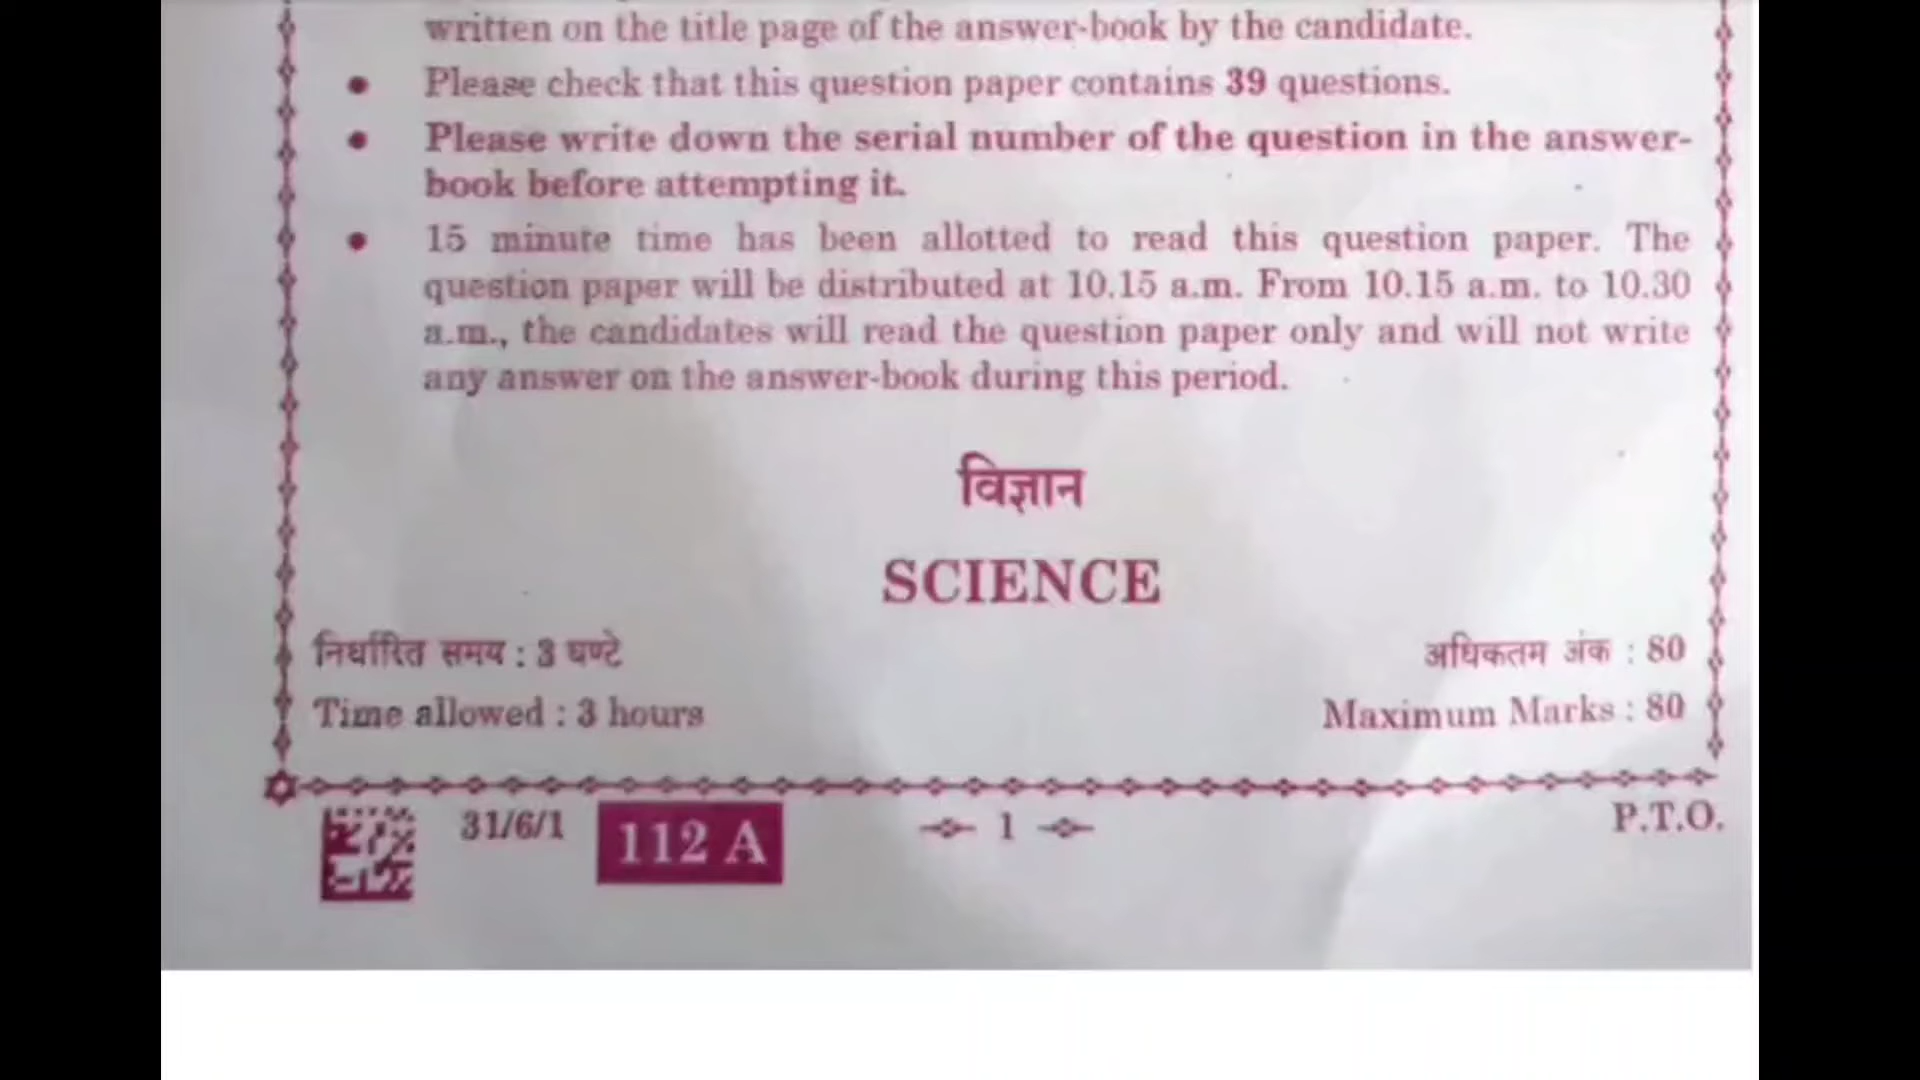 written on the title page of the answer-book by the candidate.
• Please check that this question paper contains 39 questions.
• Please write down the serial number of the question in the answer-
book before attempting it.
• 15 minute time has been allotted to read this question paper. The
question paper will be distributed at 10.15 a.m. From 10.15 a.m. to 10.30
a.m., the candidates will read the question paper only and will not write
any answer on the answer-book during this period.
विज्ञान
SCIENCE
निर्धारित समय : 3 घण्टे अधिकतम अंक : 80
Time allowed : 3 hours Maximum Marks : 80
31/6/1 112 A 1 P.T.O.